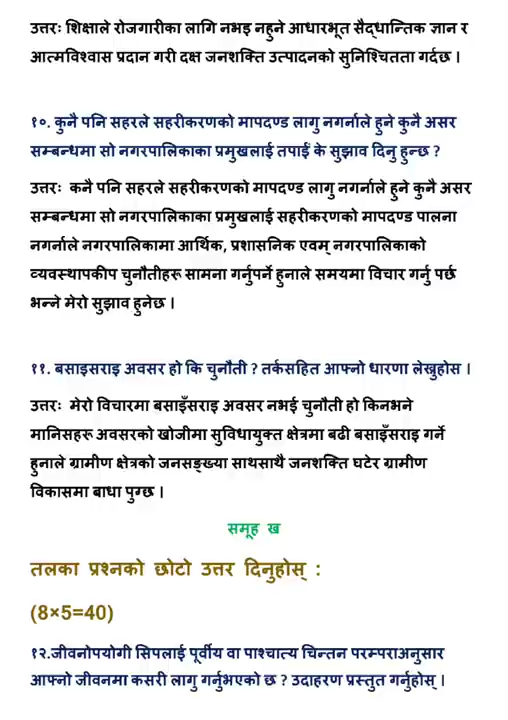 उत्तरः शिक्षाले रोजगारीका लागि नभइ नहुने आधारभूत सैद्धान्तिक ज्ञान र
आत्मविश्वास प्रदान गरी दक्ष जनशक्ति उत्पादनको सुनिश्चितता गर्दछ ।
१०. कुनै पनि सहरले सहरीकरणको मापदण्ड लागु नगर्नाले हुने कुनै असर
सम्बन्धमा सो नगरपालिकाका प्रमुखलाई तपाई के सुझाव दिनु हुन्छ ?
उत्तरः कनै पनि सहरले सहरीकरणको मापदण्ड लागु नगर्नाले हुने कुनै असर
सम्बन्धमा सो नगरपालिकाका प्रमुखलाई सहरीकरणको मापदण्ड पालना
नगर्नाले नगरपालिकामा आर्थिक, प्रशासनिक एवम् नगरपालिकाको
व्यवस्थापकीप चुनौतीहरू सामना गर्नुपर्ने हुनाले समयमा विचार गर्नु पर्छ
भन्ने मेरो सुझाव हुनेछ ।
११. बसाइसराइ अवसर हो कि चुनौती ? तर्कसहित आफ्नो धारणा लेख्नुहोस ।
उत्तरः मेरो विचारमा बसाइँसराइ अवसर नभई चुनौती हो किनभने
मानिसहरू अवसरको खोजीमा सुविधायुक्त क्षेत्रमा बढी बसाइँसराइ गर्ने
हुनाले ग्रामीण क्षेत्रको जनसङ्ख्या साथसाथै जनशक्ति घटेर ग्रामीण
विकासमा बाधा पुग्छ ।
समूह ख
तलका प्रश्नको छोटो उत्तर दिनुहोस् :
(8×5=40)
१२.जीवनोपयोगी सिपलाई पूर्वीय वा पाश्चात्य चिन्तन परम्पराअनुसार
आफ्नो जीवनमा कसरी लागु गर्नुभएको छ ? उदाहरण प्रस्तुत गर्नुहोस् ।